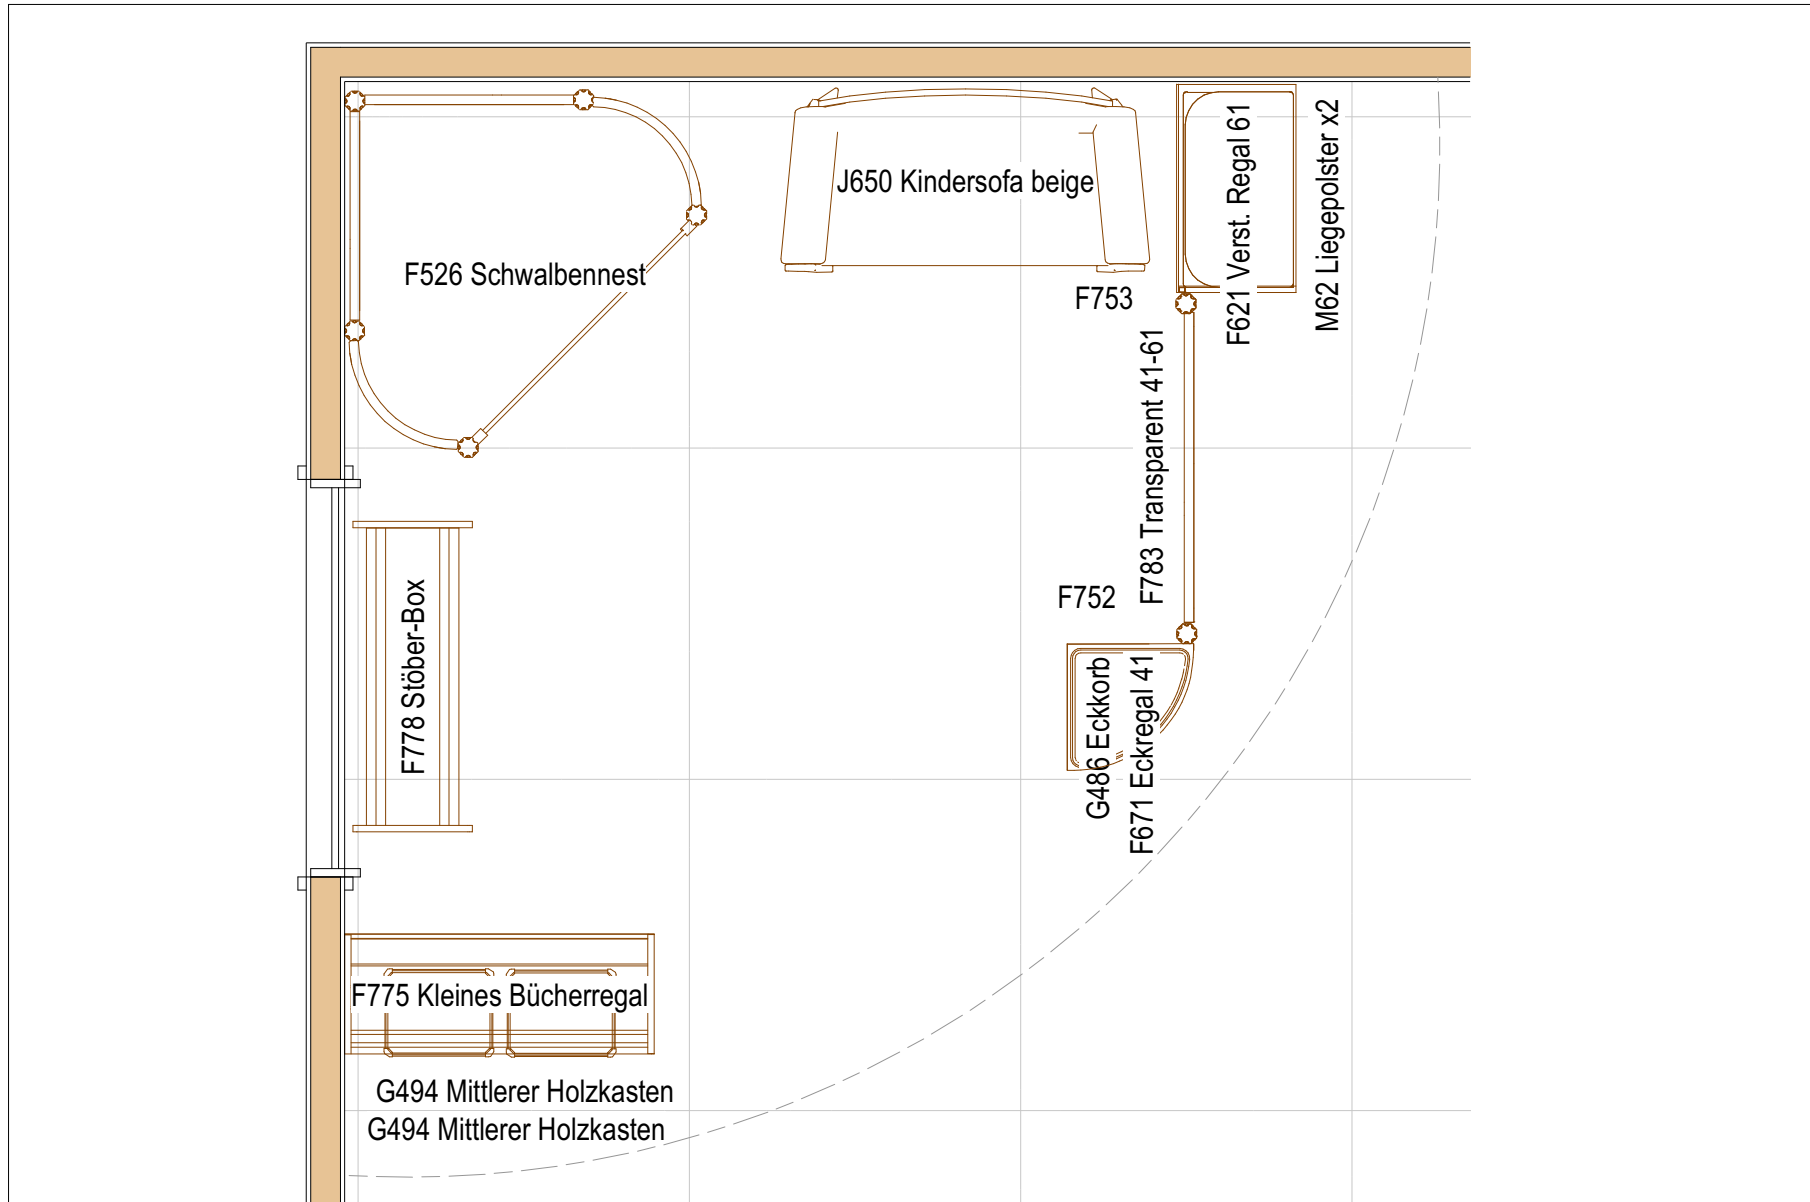 J650 Kindersofa beige
F621 Verst. Regal 61
M62 Liegepolster x2
F526 Schwalbennest
F753
F783 Transparent 41-61
F752
F778 Stöber-Box
G486 Eckkorb
F671 Eckregal 41
F775 Kleines Bücherregal
G494 Mittlerer Holzkasten
G494 Mittlerer Holzkasten